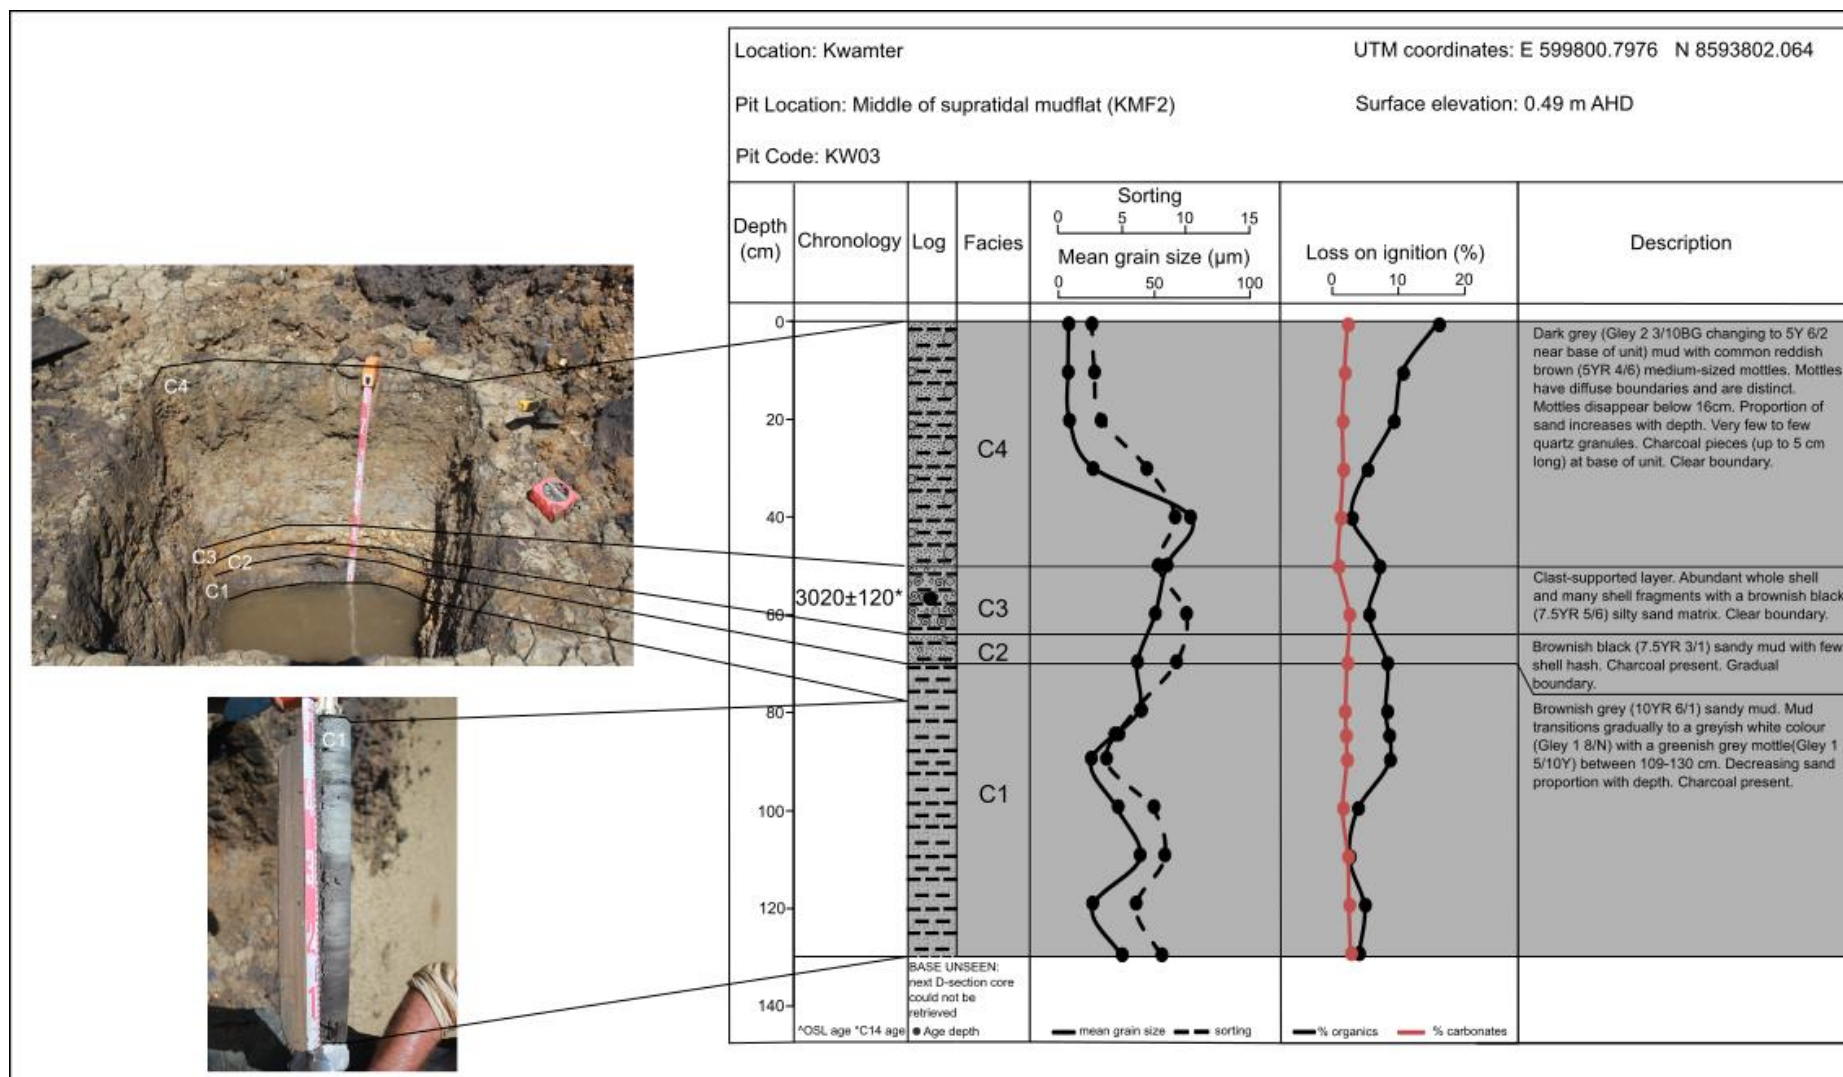 Location: Kwamter
UTM coordinates: E 599800.7976 N 8593802.064
Pit Location: Middle of supratidal mudflat (KMF2)
Surface elevation: 0.49 m AHD
Pit Code: KW03
Depth
(cm)
Chronology
Log
Facies
Sorting
0 5 10 15
Mean grain size (µm)
0 50 100
Loss on ignition (%)
0 10 20
Description
0
20
40
60
80
100
120
140
3020±120*
C4
C3
C2
C1
Dark grey (Gley 2 3/10BG changing to 5Y 6/2
near base of unit) mud with common reddish
brown (5YR 4/6) medium-sized mottles. Mottles
have diffuse boundaries and are distinct.
Mottles disappear below 16cm. Proportion of
sand increases with depth. Very few to few
quartz granules. Charcoal pieces (up to 5 cm
long) at base of unit. Clear boundary.
Clast-supported layer. Abundant whole shell
and many shell fragments with a brownish black
(7.5YR 5/6) silty sand matrix. Clear boundary.
Brownish black (7.5YR 3/1) sandy mud with few
shell hash. Charcoal present. Gradual
boundary.
Brownish grey (10YR 6/1) sandy mud. Mud
transitions gradually to a greyish white colour
(Gley 1 8/N) with a greenish grey mottle(Gley 1
5/10Y) between 109-130 cm. Decreasing sand
proportion with depth. Charcoal present.
BASE UNSEEN:
next D-section core
could not be
retrieved
^OSL age *C14 age
Age depth
mean grain size
sorting
% organics
% carbonates
C4
C3
C2
C1
C1
2
1